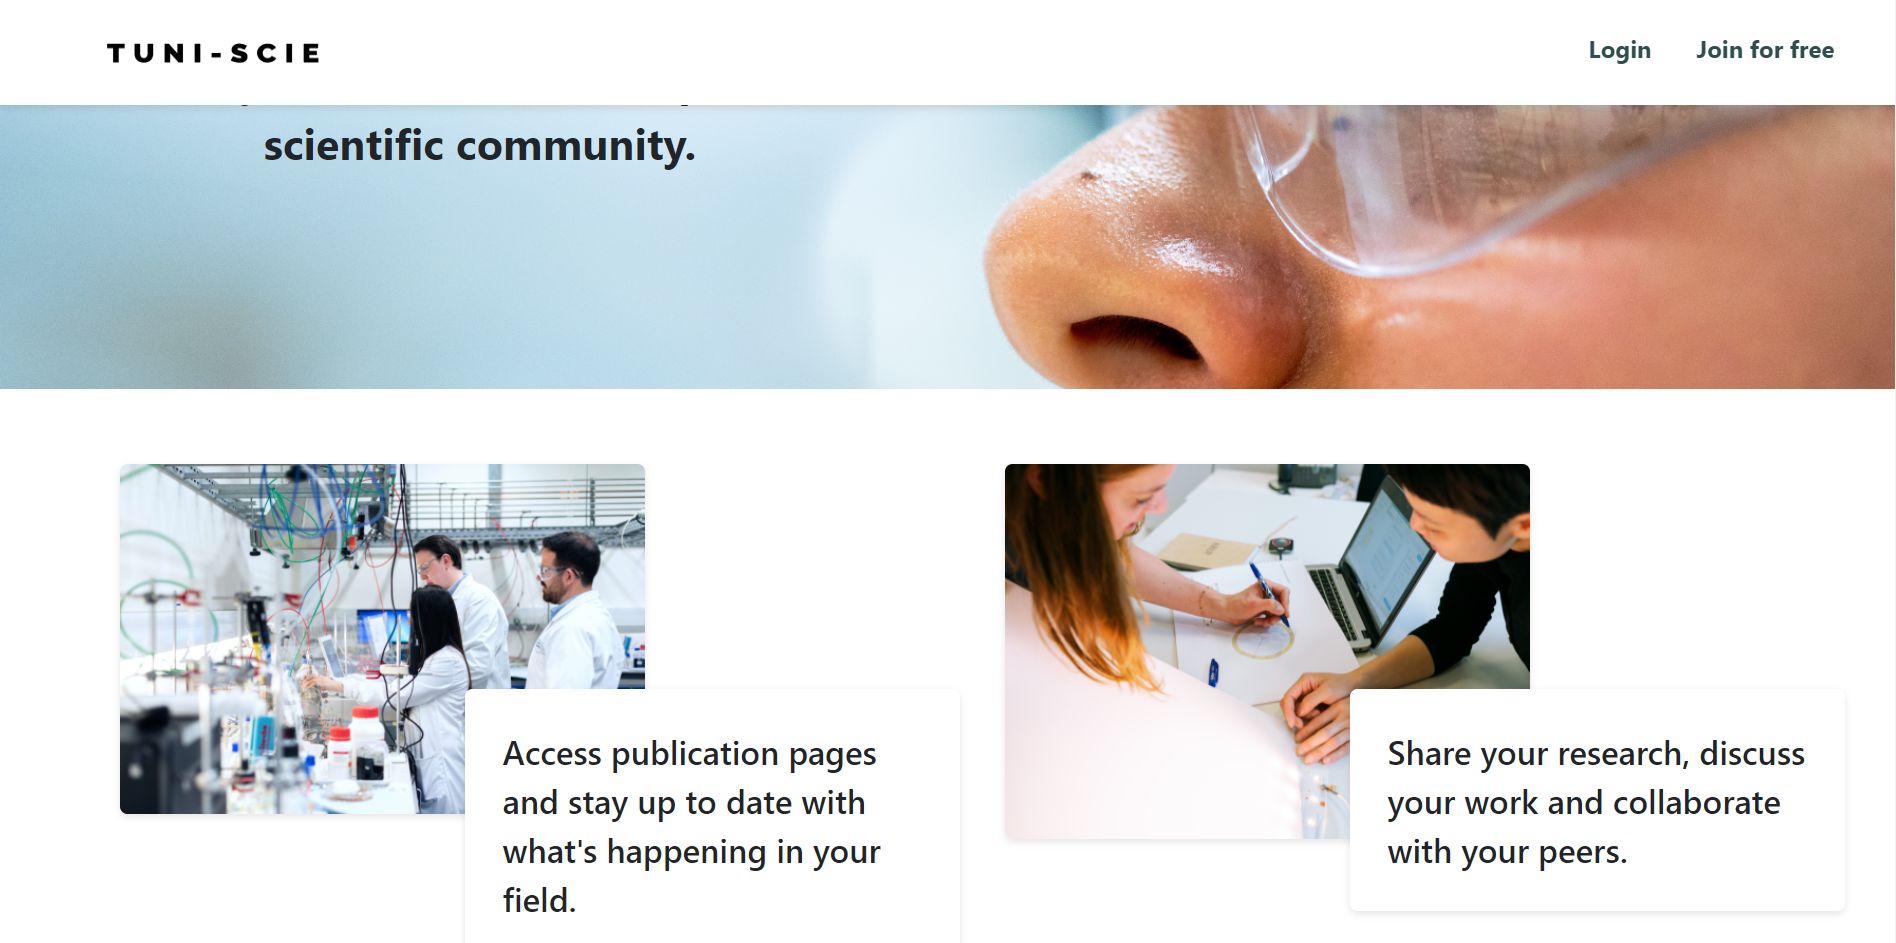 TUNI-SCIE
Login
Join for free
scientific community.
Access publication pages
and stay up to date with
what's happening in your
field.
Share your research, discuss
your work and collaborate
with your peers.